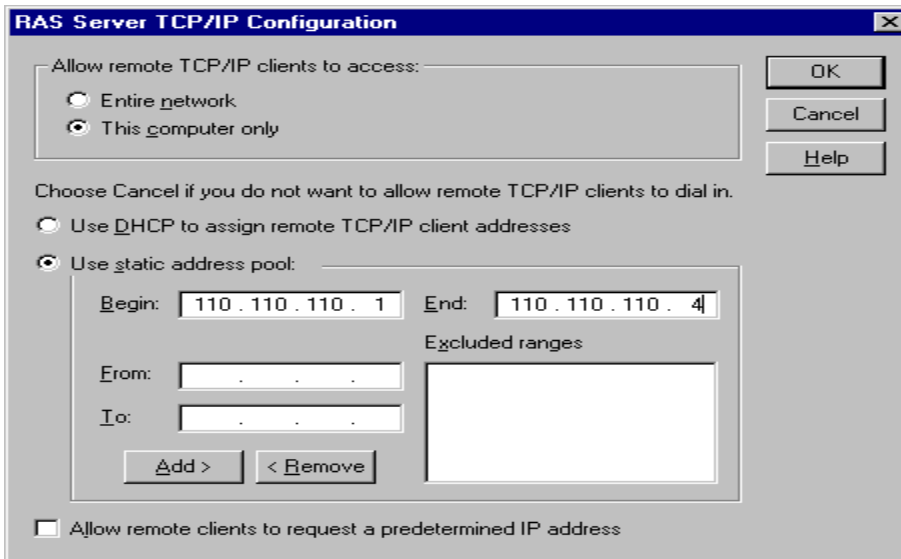 RAS Server TCP/IP Configuration
Allow remote TCP/IP clients to access:
Entire network
This computer only
OK
Cancel
Help
Choose Cancel if you do not want to allow remote TCP/IP clients to dial in.
Use DHCP to assign remote TCP/IP client addresses
Use static address pool:
Begin: 110 . 110 . 110 . 1 End: 110 . 110 . 110 . 4
Excluded ranges
From: . . .
To: . . .
Add > < Remove
Allow remote clients to request a predetermined IP address